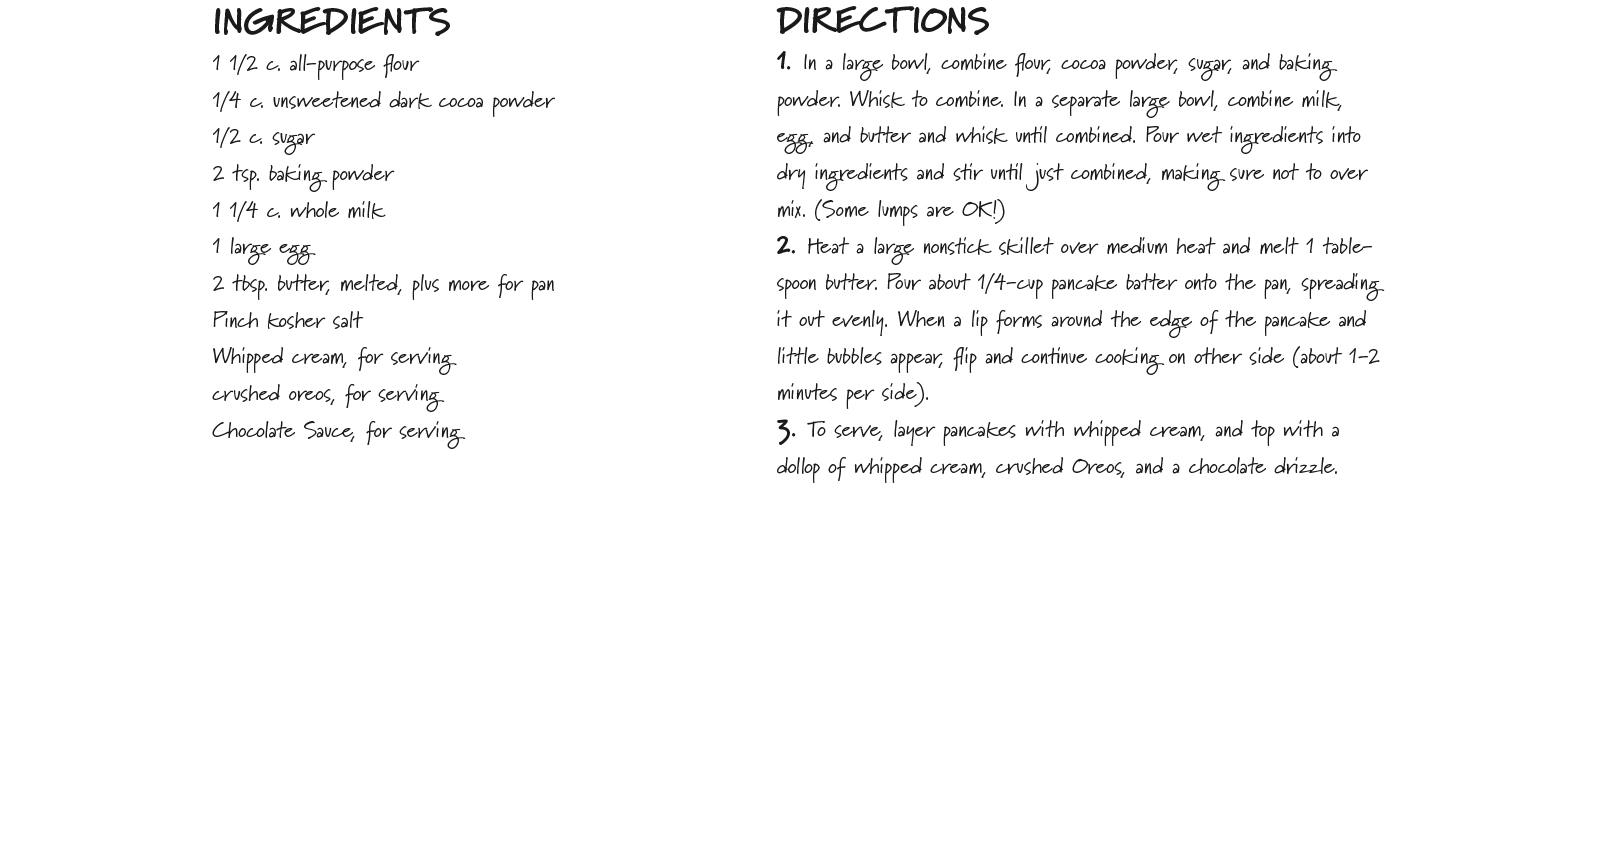 INGREDIENTS
1 1/2 c. all-purpose flour
1/4 c. unsweetened dark cocoa powder
1/2 c. sugar
2 tsp. baking powder
1 1/4 c. whole milk
1 large egg
2 tbsp. butter, melted, plus more for pan
Pinch kosher salt
Whipped cream, for serving
crushed oreos, for serving
Chocolate Sauce, for serving
DIRECTIONS
1. In a large bowl, combine flour, cocoa powder, sugar, and baking
powder. Whisk to combine. In a separate large bowl, combine milk,
egg, and butter and whisk until combined. Pour wet ingredients into
dry ingredients and stir until just combined, making sure not to over
mix. (Some lumps are OK!)
2. Heat a large nonstick skillet over medium heat and melt 1 table-
spoon butter. Pour about 1/4-cup pancake batter onto the pan, spreading
it out evenly. When a lip forms around the edge of the pancake and
little bubbles appear, flip and continue cooking on other side (about 1-2
minutes per side).
3. To serve, layer pancakes with whipped cream, and top with a
dollop of whipped cream, crushed Oreos, and a chocolate drizzle.